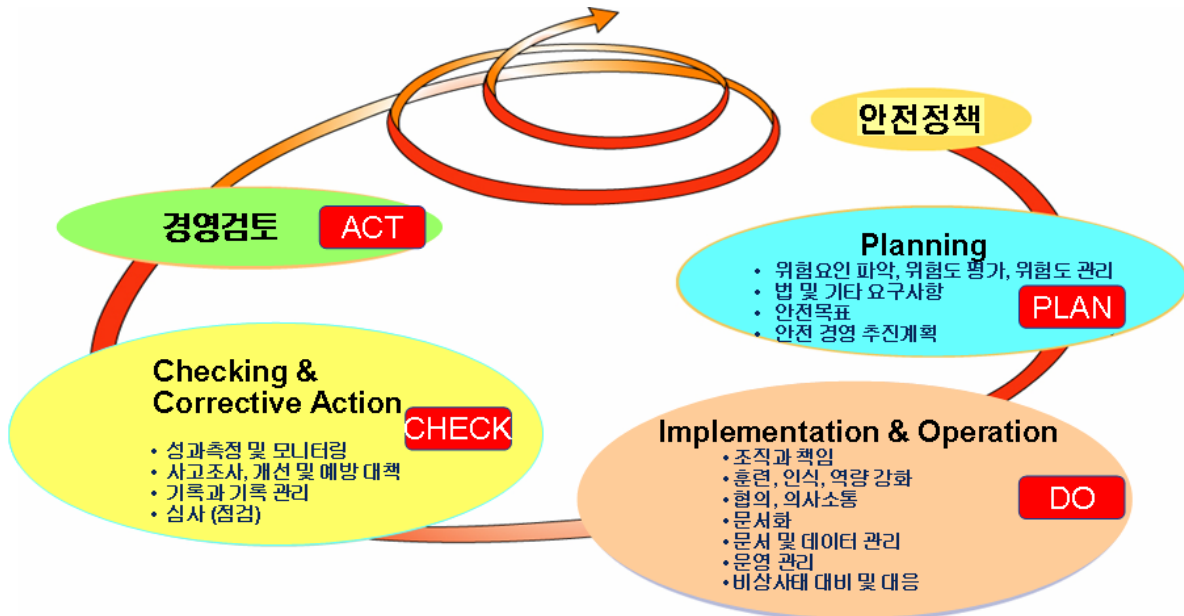 안전정책
경영검토
ACT
Planning
• 위험요인 파악, 위험도 평가, 위험도 관리
• 법 및 기타 요구사항
• 안전목표
• 안전 경영 추진계획
PLAN
Checking &
Corrective Action
CHECK
• 성과측정 및 모니터링
• 사고조사, 개선 및 예방 대책
• 기록과 기록 관리
• 심사 (점검)
Implementation & Operation
• 조직과 책임
• 훈련, 인식, 역량 강화
• 협의, 의사소통
• 문서화
• 문서 및 데이터 관리
• 운영 관리
• 비상사태 대비 및 대응
DO